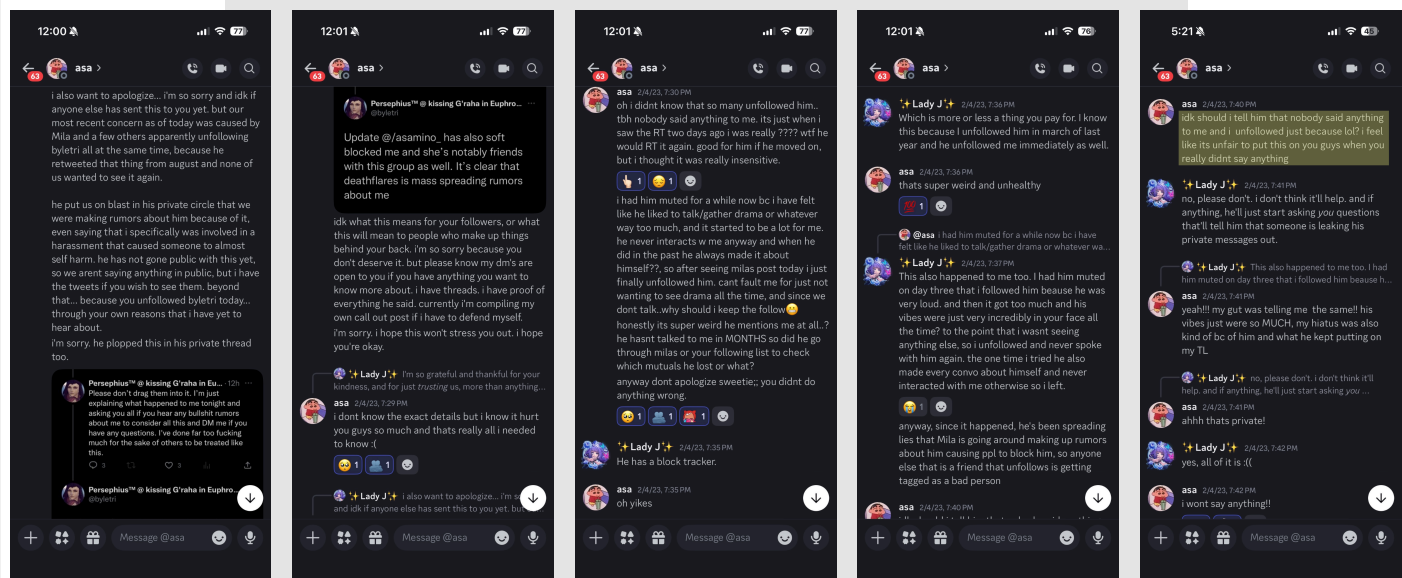 12:00
77
63
asa >
i also want to apologize... i'm so sorry and idk if
anyone else has sent this to you yet. but our
most recent concern as of today was caused by
Mila and a few others apparently unfollowing
byletri all at the same time, because he
retweeted that thing from august and none of
us wanted to see it again.
he put us on blast in his private circle that we
were making rumors about him because of it,
even saying that i specifically was involved in a
harassment that caused someone to almost
self harm. he has not gone public with this yet,
so we arent saying anything in public, but i have
the tweets if you wish to see them. beyond
that... because you unfollowed byletri today...
through your own reasons that i have yet to
hear about.
i'm sorry. he plopped this in his private thread
too.
Persephius™ @ kissing G'raha in Eu... · 12h ...
@byletri
Please don't drag them into it. I'm just
explaining what happened to me tonight and
asking you all if you hear any bullshit rumors
about me to consider all this and DM me if you
have any questions. I've done far too fucking
much for the sake of others to be treated like
this.
3
3
Persephius™ @ kissing G'raha in Euphro... ...
@byletri
Message @asa
12:01
77
63
asa >
Persephius™ @ kissing G'raha in Euphro... ...
@byletri
Update @/asamino_ has also soft
blocked me and she's notably friends
with this group as well. It's clear that
deathflares is mass spreading rumors
about me
idk what this means for your followers, or what
this will mean to people who make up things
behind your back. i'm so sorry because you
don't deserve it. but please know my dm's are
open to you if you have anything you want to
know more about. i have threads. i have proof of
everything he said. currently i'm compiling my
own call out post if i have to defend myself.
i'm sorry. i hope this won't stress you out. i hope
you're okay.
✨Lady J✨ I'm so grateful and thankful for your
kindness, and for just trusting us, more than anything...
asa 2/4/23, 7:29 PM
i dont know the exact details but i know it hurt
you guys so much and thats really all i needed
to know :(
🥺 1 👥 1
✨Lady J✨ i also want to apologize... i'm so
and idk if anyone else has sent this to you yet. but
Message @asa
12:01
77
63
asa >
asa 2/4/23, 7:30 PM
oh i didnt know that so many unfollowed him..
tbh nobody said anything to me. its just when i
saw the RT two days ago i was really ???? wtf he
would RT it again. good for him if he moved on,
but i thought it was really insensitive.
👆 1 😔 1
i had him muted for a while now bc i have felt
like he liked to talk/gather drama or whatever
way too much, and it started to be a lot for me.
he never interacts w me anyway and when he
did in the past he always made it about
himself??, so after seeing milas post today i just
finally unfollowed him. cant fault me for just not
wanting to see drama all the time, and since we
dont talk..why should i keep the follow😬
honestly its super weird he mentions me at all..?
he hasnt talked to me in MONTHS so did he go
through milas or your following list to check
which mutuals he lost or what?
anyway dont apologize sweetie;; you didnt do
anything wrong.
🥺 1 👥 1 1
✨Lady J✨ 2/4/23, 7:35 PM
He has a block tracker.
asa 2/4/23, 7:35 PM
oh yikes
Message @asa
12:01
76
63
asa >
✨Lady J✨ 2/4/23, 7:36 PM
Which is more or less a thing you pay for. I know
this because I unfollowed him in march of last
year and he unfollowed me immediately as well.
asa 2/4/23, 7:36 PM
thats super weird and unhealthy
💯 1
@asa i had him muted for a while now bc i have
felt like he liked to talk/gather drama or whatever wa...
✨Lady J✨ 2/4/23, 7:37 PM
This also happened to me too. I had him muted
on day three that i followed him beause he was
very loud. and then it got too much and his
vibes were just very incredibly in your face all
the time? to the point that i wasnt seeing
anything else, so i unfollowed and never spoke
with him again. the one time i tried he also
made every convo about himself and never
interacted with me otherwise so i left.
😭 1
anyway, since it happened, he's been spreading
lies that Mila is going around making up rumors
about him causing ppl to block him, so anyone
else that is a friend that unfollows is getting
tagged as a bad person
asa 2/4/23, 7:40 PM
Message @asa
5:21
45
63
asa >
asa 2/4/23, 7:40 PM
idk should i tell him that nobody said anything
to me and i unfollowed just because lol? i feel
like its unfair to put this on you guys when you
really didnt say anything
✨Lady J✨ 2/4/23, 7:41 PM
no, please don't. i don't think it'll help. and if
anything, he'll just start asking you questions
that'll tell him that someone is leaking his
private messages out.
✨Lady J✨ This also happened to me too. I had
him muted on day three that i followed him beause h...
asa 2/4/23, 7:41 PM
yeah!!! my gut was telling me the same!! his
vibes just were so MUCH, my hiatus was also
kind of bc of him and what he kept putting on
my TL
✨Lady J✨ no, please don't. i don't think it'll
help. and if anything, he'll just start asking you ...
asa 2/4/23, 7:41 PM
ahhh thats private!
✨Lady J✨ 2/4/23, 7:42 PM
yes, all of it is :((
asa 2/4/23, 7:42 PM
i wont say anything!!
Message @asa